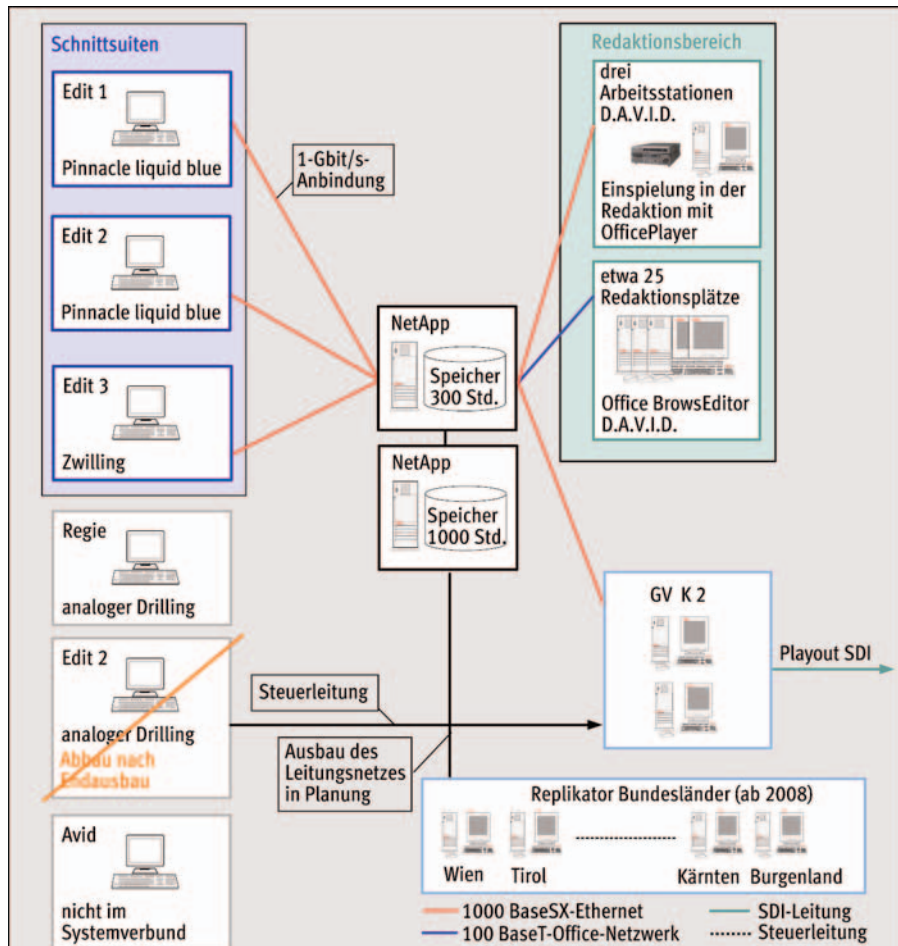 Schnittsuiten
Edit 1
Pinnacle liquid blue
Edit 2
Pinnacle liquid blue
Edit 3
Zwilling
1-Gbit/s-
Anbindung
Redaktionsbereich
drei
Arbeitsstationen
D.A.V.I.D.
Einspielung in der
Redaktion mit
OfficePlayer
etwa 25
Redaktionsplätze
Office BrowsEditor
D.A.V.I.D.
NetApp
Speicher
300 Std.
NetApp
Speicher
1000 Std.
Regie
analoger Drilling
Edit 2
analoger Drilling
Abbau nach
Endausbau
Avid
nicht im
Systemverbund
Steuerleitung
Ausbau des
Leitungsnetzes
in Planung
GV K 2
Playout SDI
Replikator Bundesländer (ab 2008)
Wien
Tirol
Kärnten
Burgenland
1000 BaseSX-Ethernet
100 BaseT-Office-Netzwerk
SDI-Leitung
Steuerleitung